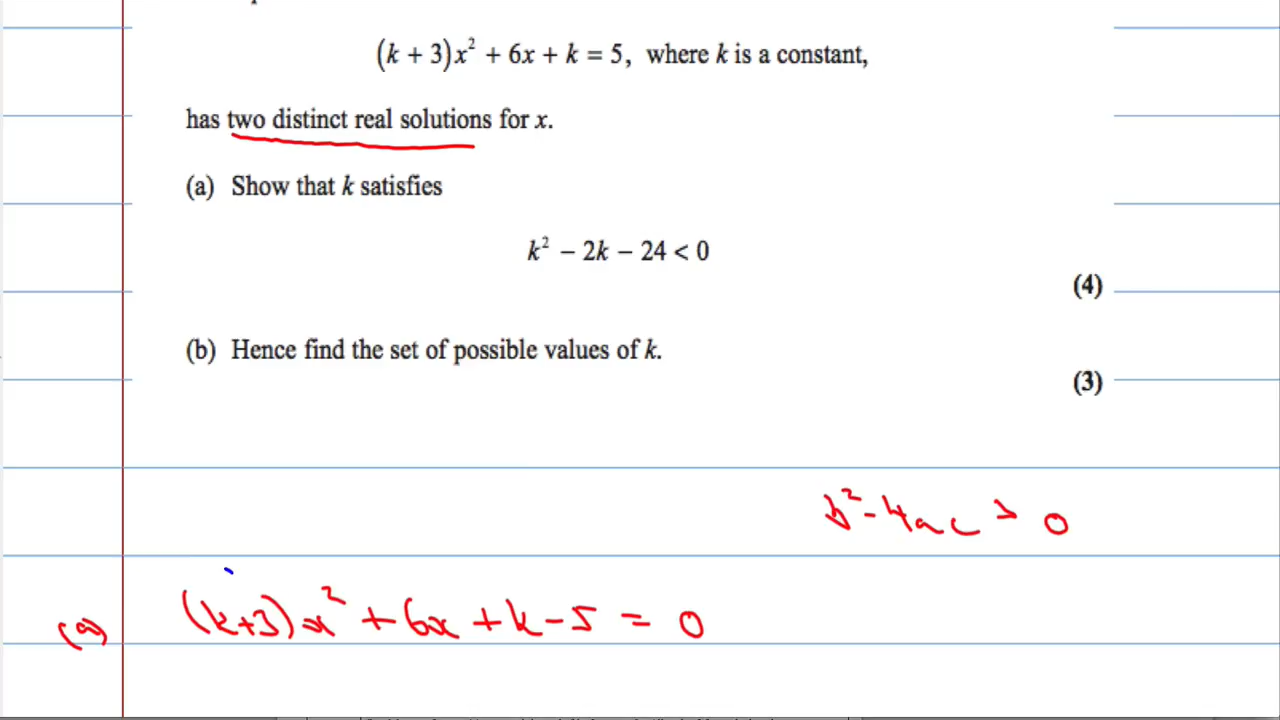 (k + 3)x² + 6x + k = 5, where k is a constant,
has two distinct real solutions for x.
(a) Show that k satisfies
k² − 2k − 24 < 0
(4)
(b) Hence find the set of possible values of k.
(3)
b² - 4ac > 0
(a) (k+3)x² + 6x + k - 5 = 0